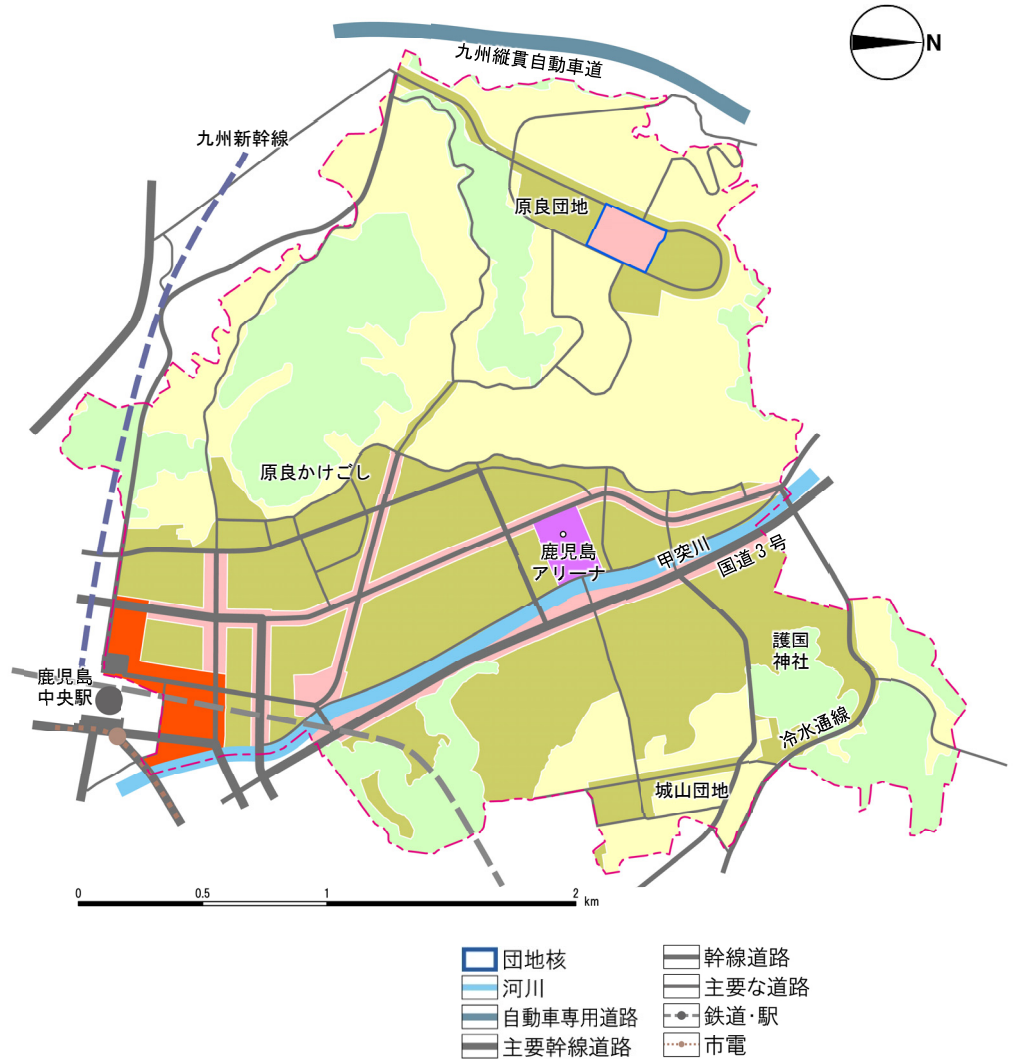 九州縦貫自動車道
N
九州新幹線
原良団地
原良かけごし
鹿児島
アリーナ
甲突川
国道3号
護国
神社
鹿児島
中央駅
冷水通線
城山団地
0 0.5 1 2 km
団地核
河川
自動車専用道路
主要幹線道路
幹線道路
主要な道路
鉄道・駅
市電